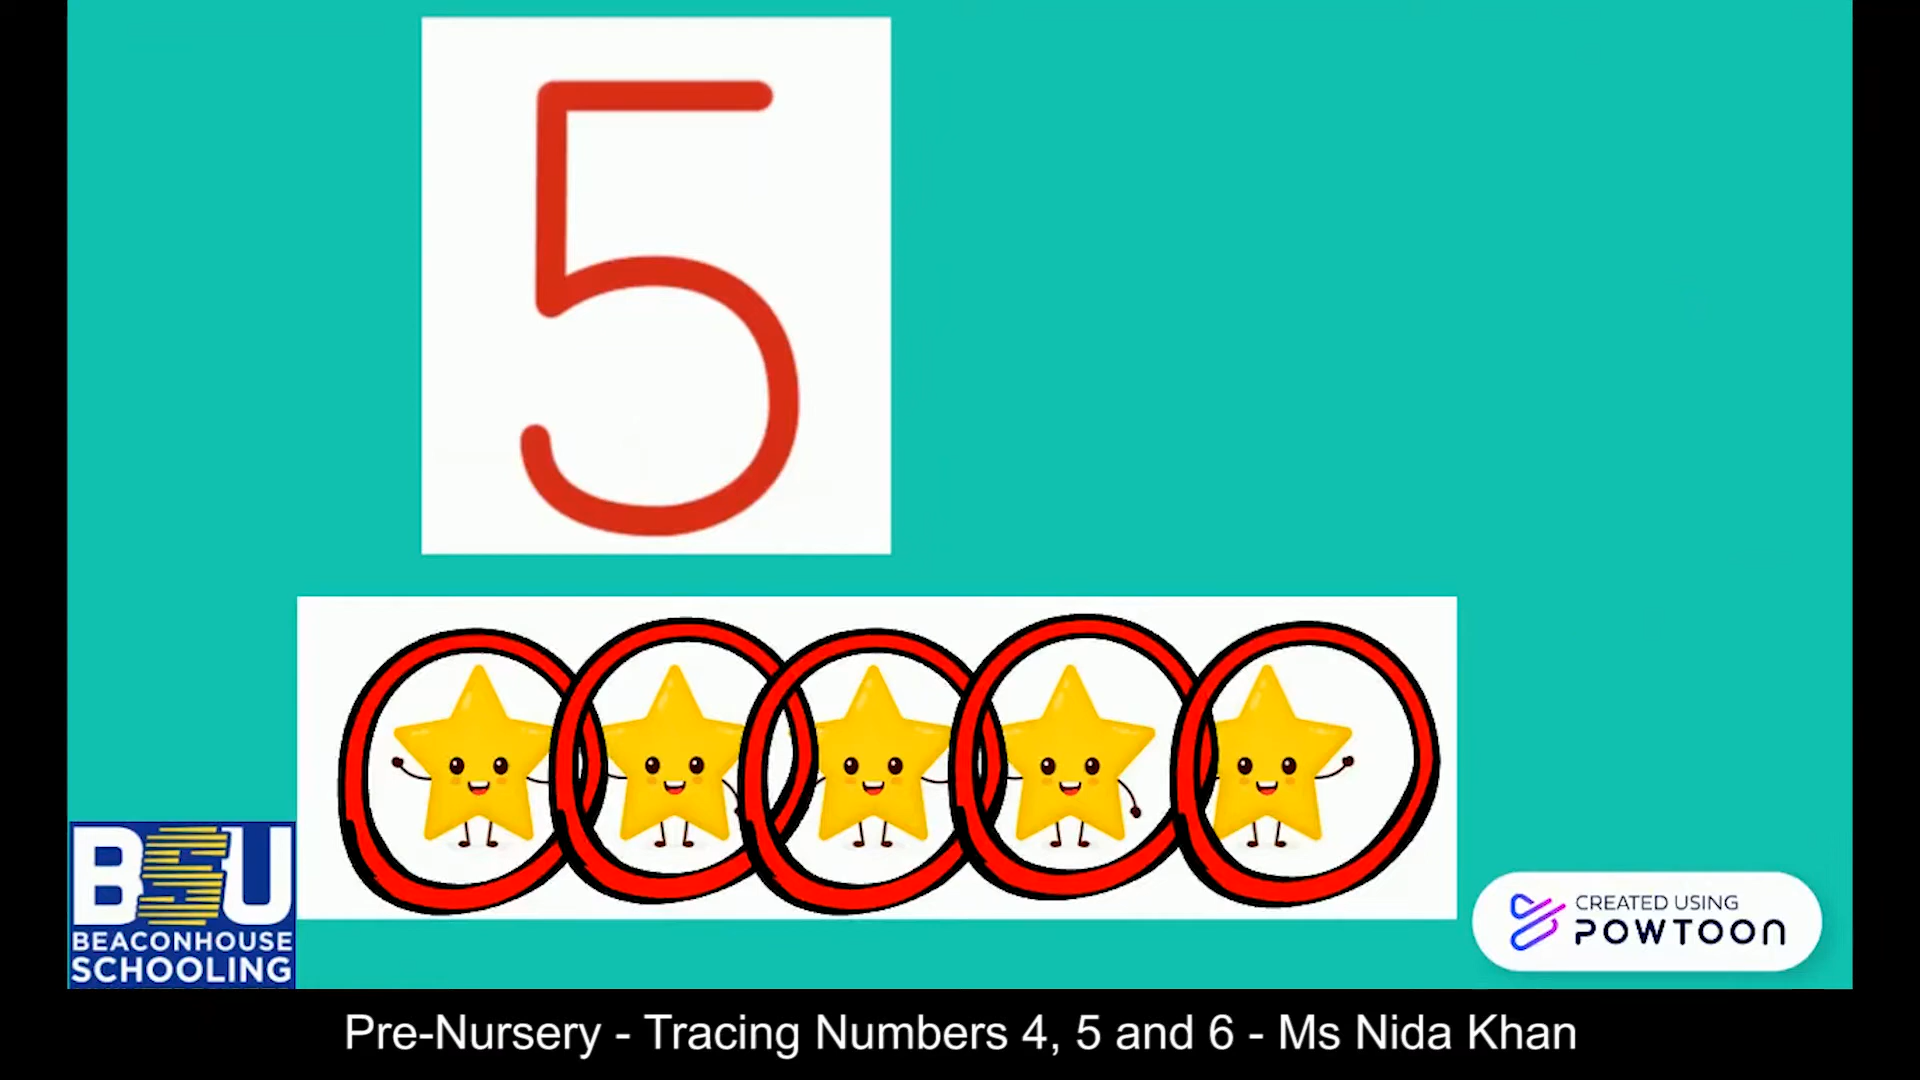 5
BSU
BEACONHOUSE
SCHOOLING
CREATED USING
POWTOON
Pre-Nursery - Tracing Numbers 4, 5 and 6 - Ms Nida Khan